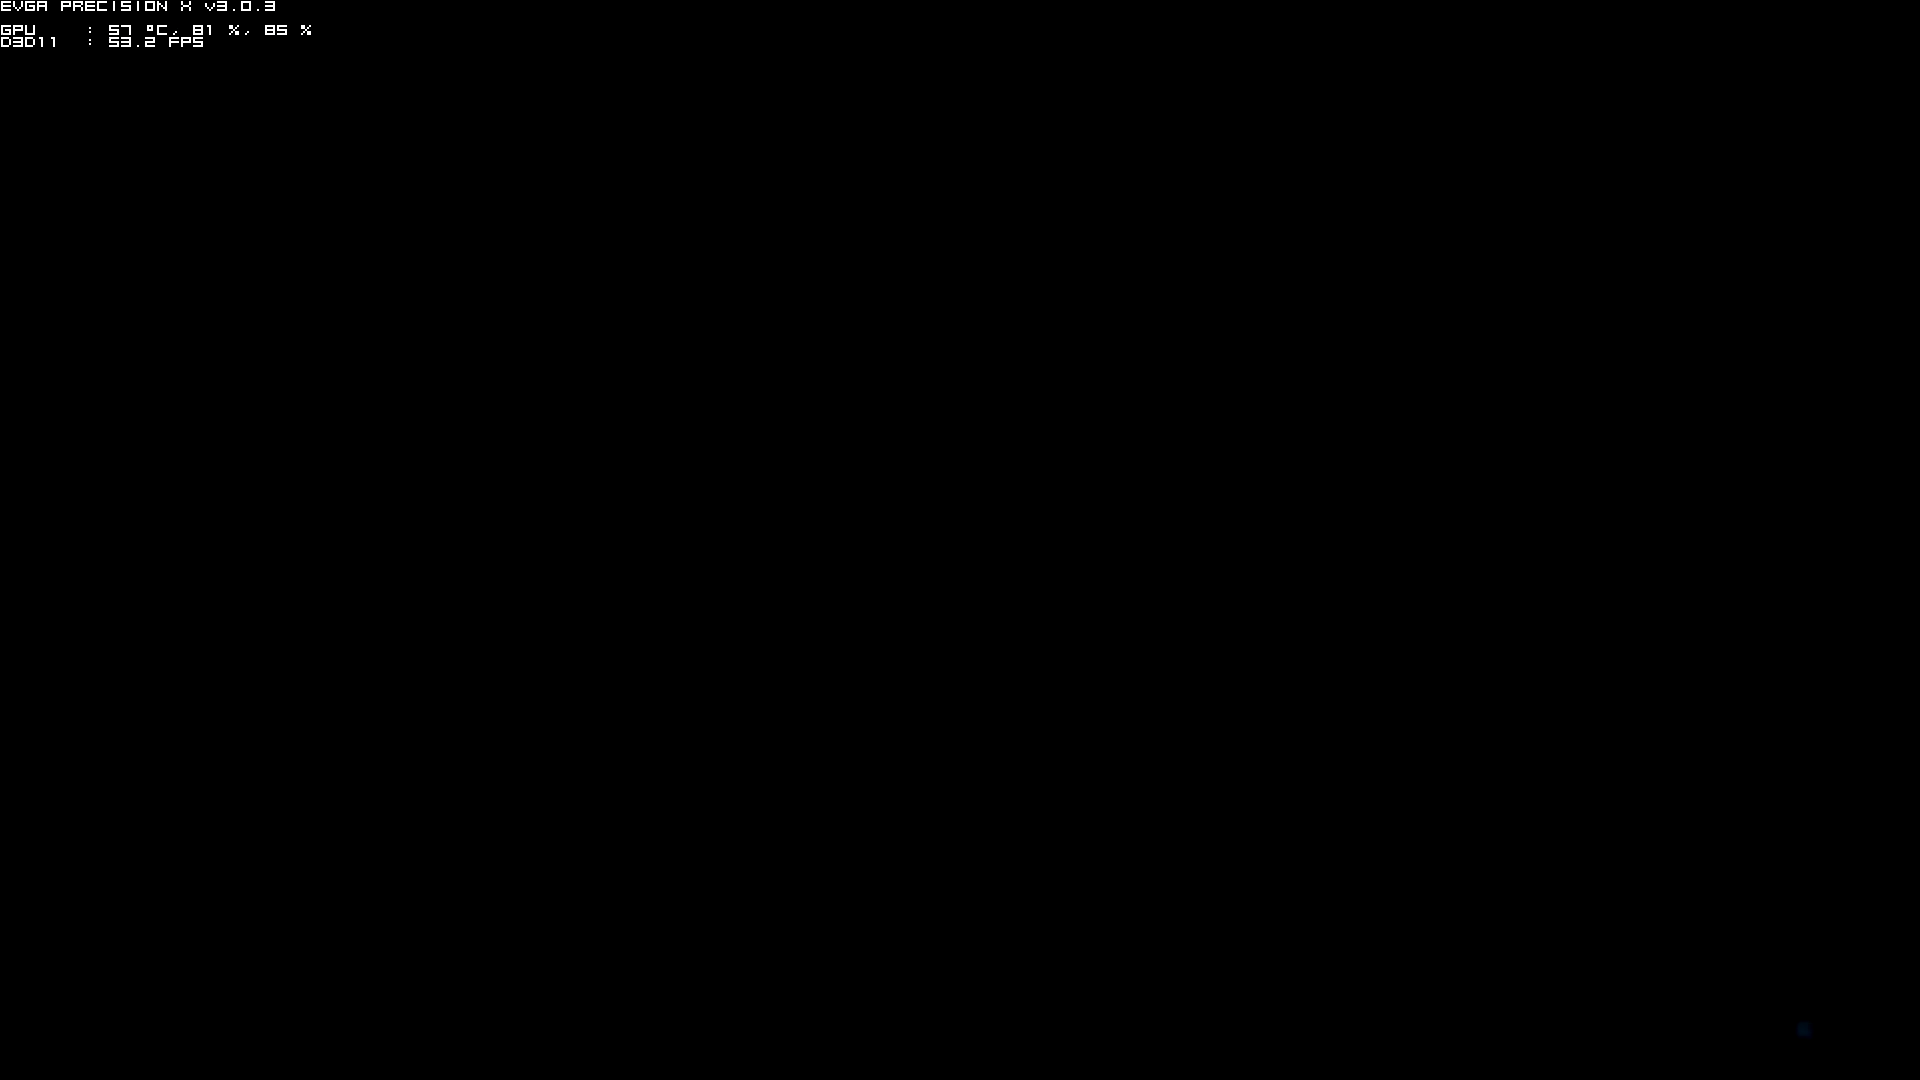 EVGA PRECISION X v3.0.3
GPU : 57 °C, 81 %, 85 %
D3D11 : 53.2 FPS